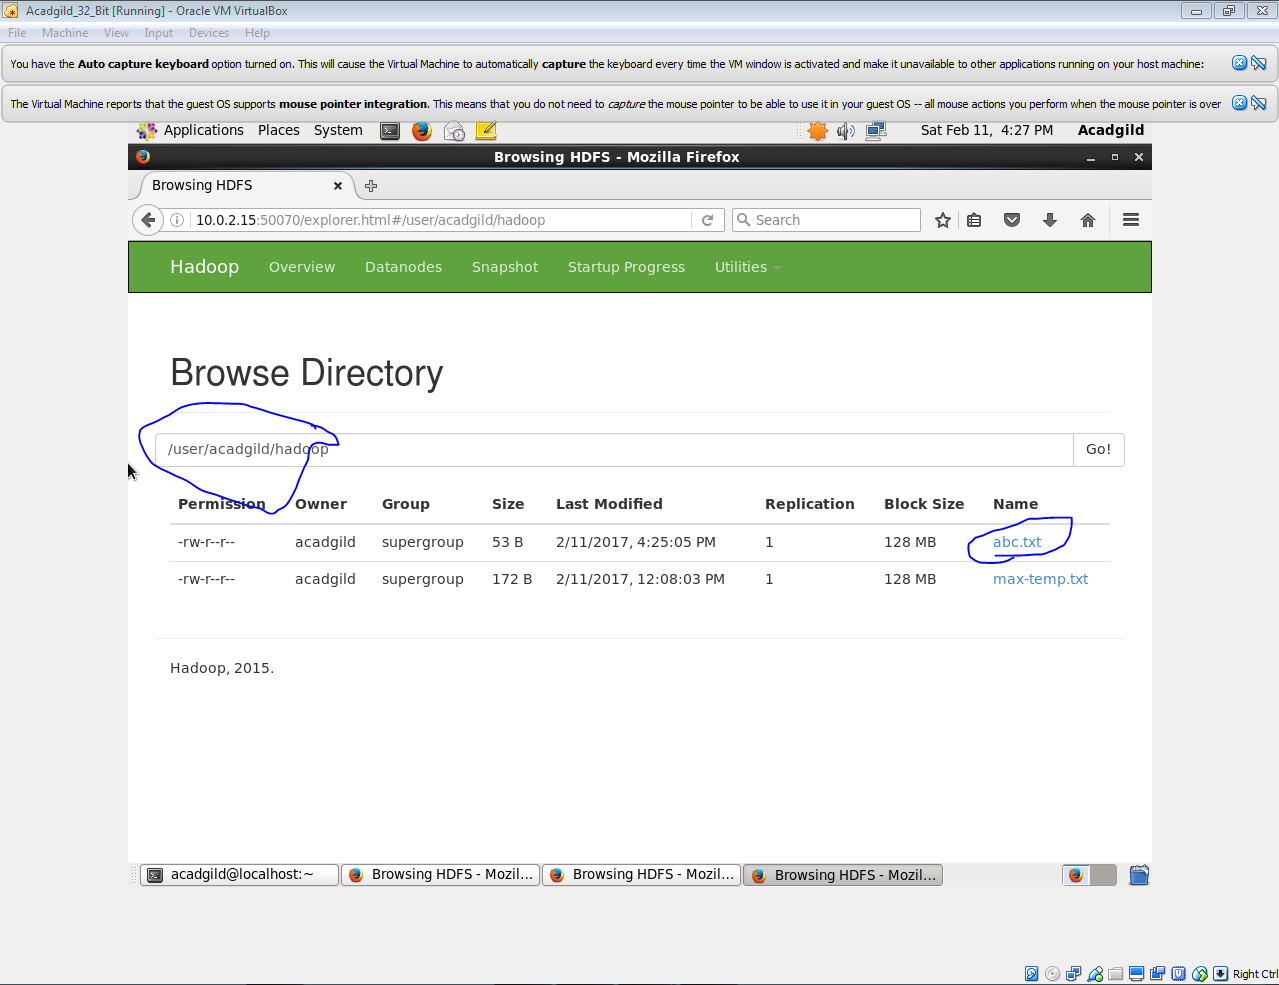 Acadgild_32_Bit [Running] - Oracle VM VirtualBox
File Machine View Input Devices Help
You have the Auto capture keyboard option turned on. This will cause the Virtual Machine to automatically capture the keyboard every time the VM window is activated and make it unavailable to other applications running on your host machine:
The Virtual Machine reports that the guest OS supports mouse pointer integration. This means that you do not need to capture the mouse pointer to be able to use it in your guest OS -- all mouse actions you perform when the mouse pointer is over
Applications Places System Sat Feb 11, 4:27 PM Acadgild
Browsing HDFS - Mozilla Firefox
Browsing HDFS
10.0.2.15:50070/explorer.html#/user/acadgild/hadoop Search
Hadoop Overview Datanodes Snapshot Startup Progress Utilities
Browse Directory
/user/acadgild/hadoop Go!
Permission Owner Group Size Last Modified Replication Block Size Name
-rw-r--r-- acadgild supergroup 53 B 2/11/2017, 4:25:05 PM 1 128 MB abc.txt
-rw-r--r-- acadgild supergroup 172 B 2/11/2017, 12:08:03 PM 1 128 MB max-temp.txt
Hadoop, 2015.
acadgild@localhost:~ Browsing HDFS - Mozil... Browsing HDFS - Mozil... Browsing HDFS - Mozil...
Right Ctrl